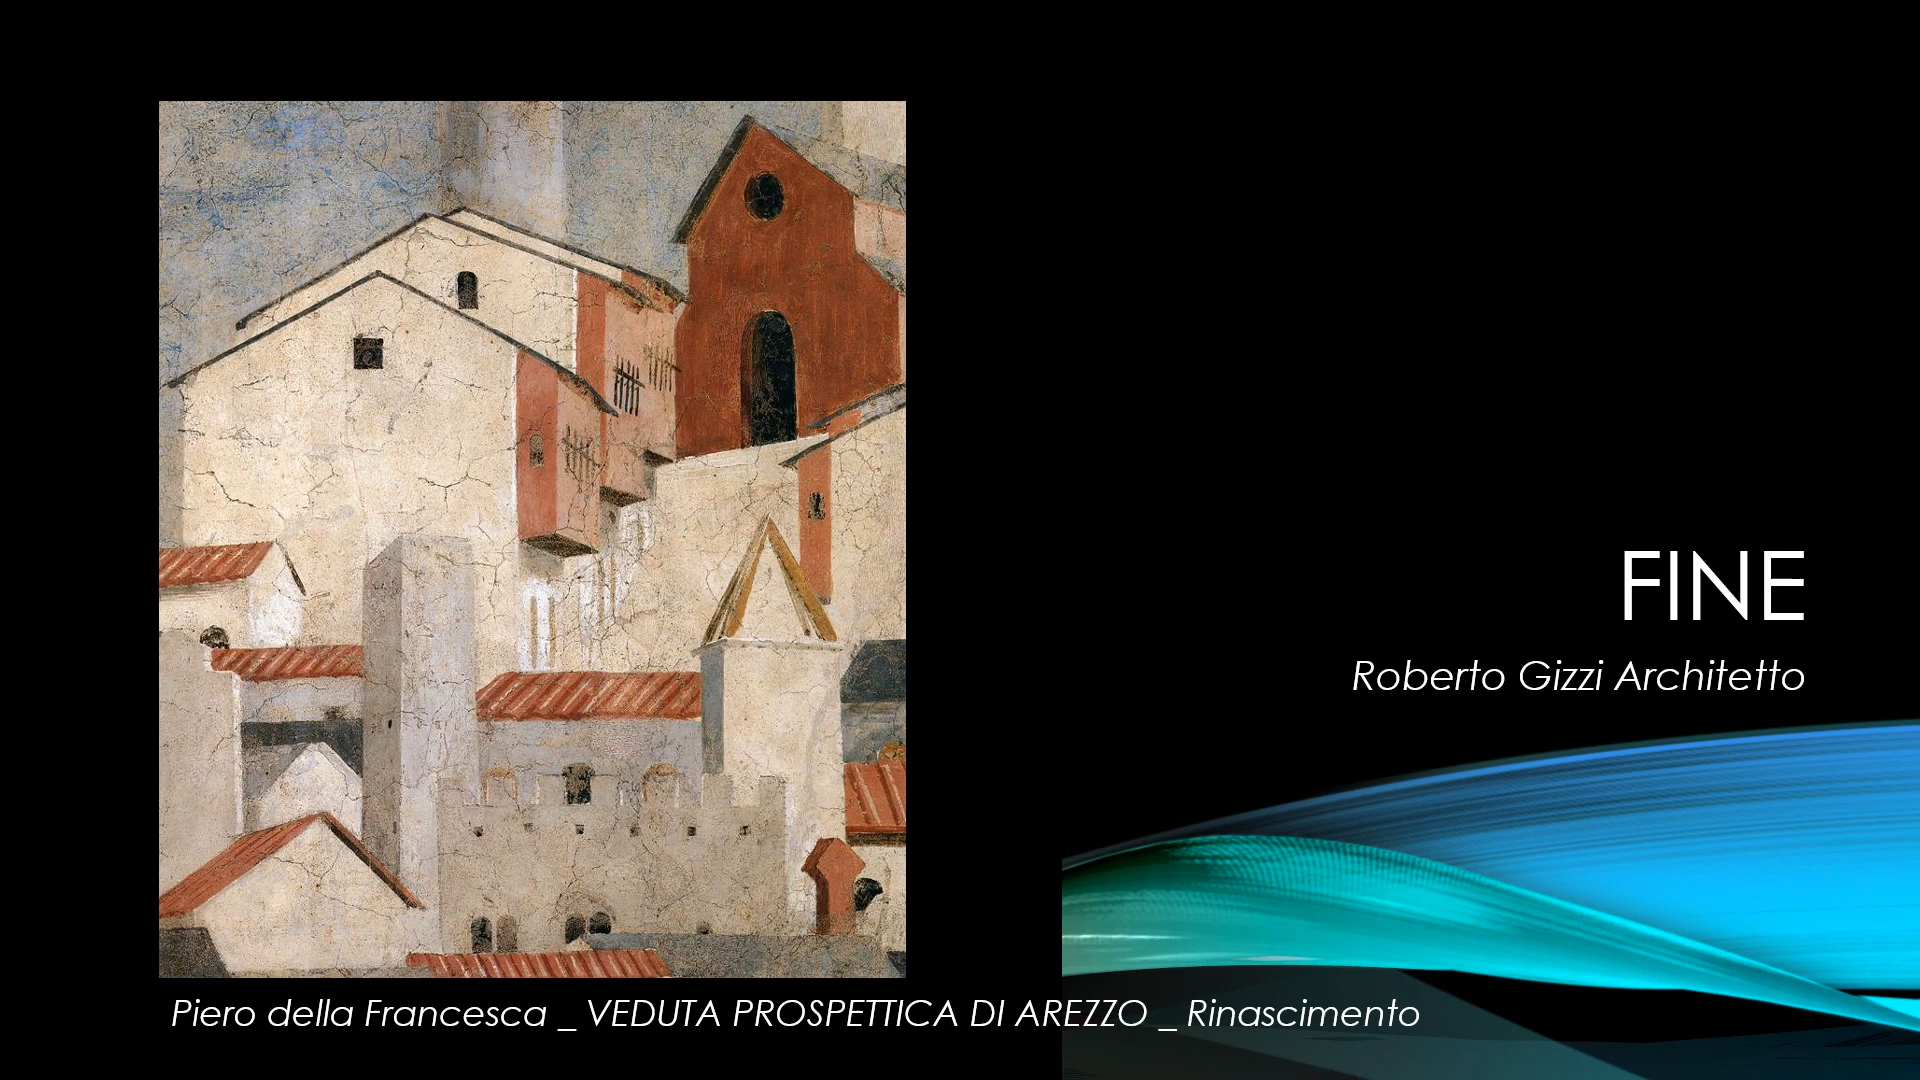 FINE
Roberto Gizzi Architetto
Piero della Francesca _ VEDUTA PROSPETTICA DI AREZZO _ Rinascimento